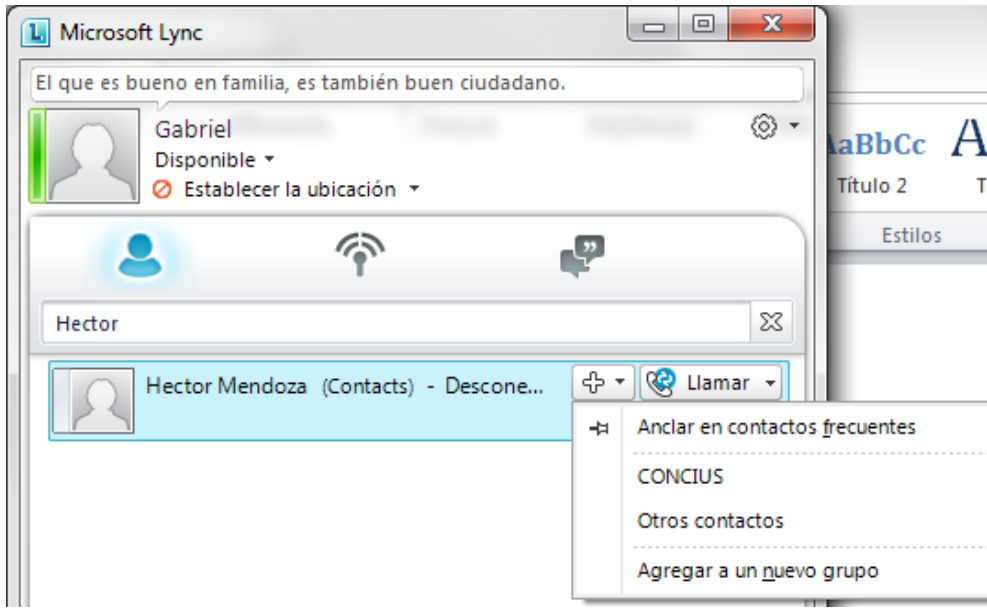 Microsoft Lync
El que es bueno en familia, es también buen ciudadano.
Gabriel
Disponible
Establecer la ubicación
AaBbCc
Título 2
Estilos
Hector
Hector Mendoza (Contacts) - Descone...
Llamar
Anclar en contactos frecuentes
CONCIUS
Otros contactos
Agregar a un nuevo grupo